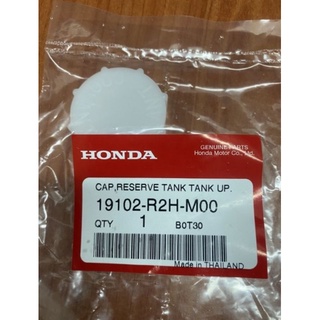 HONDA
GENUINE PARTS
Honda Motor Co., Ltd.
CAP,RESERVE TANK TANK UP.
19102-R2H-M00
QTY 1 B0T30
Made in THAILAND